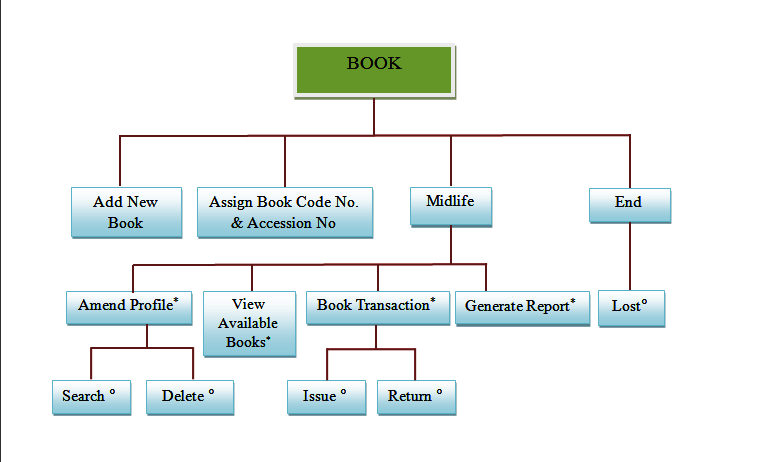 BOOK
Add New
Book
Assign Book Code No.
& Accession No
Midlife
End
Amend Profile*
View
Available
Books*
Book Transaction*
Generate Report*
Lost°
Search °
Delete °
Issue °
Return °